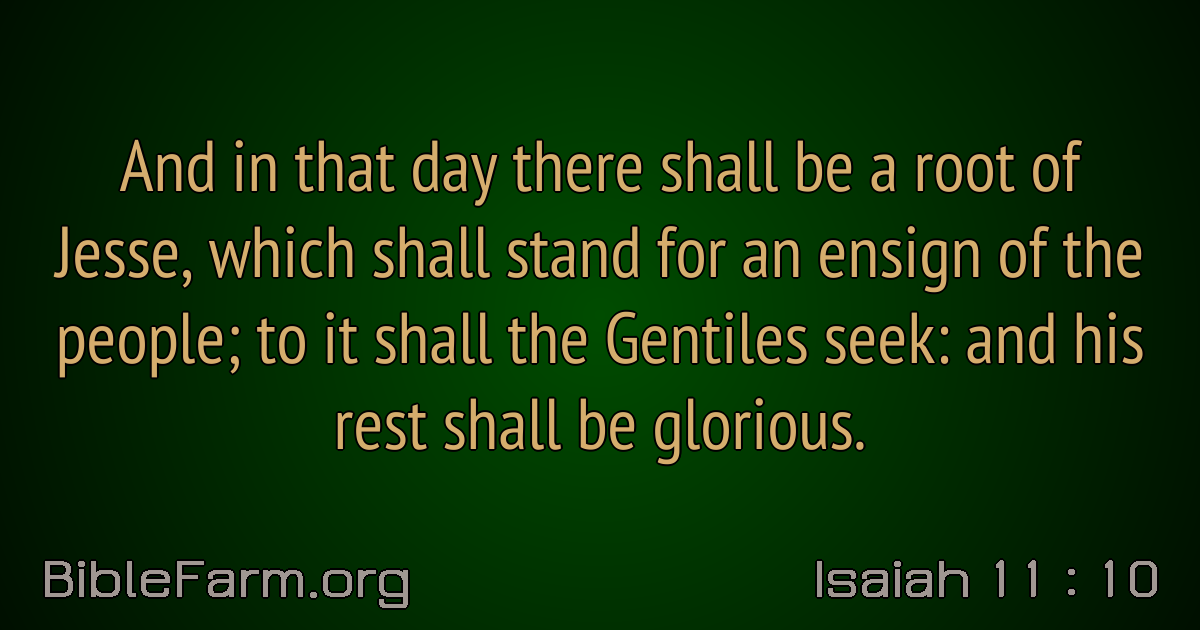 And in that day there shall be a root of
Jesse, which shall stand for an ensign of the
people; to it shall the Gentiles seek: and his
rest shall be glorious.
BibleFarm.org
Isaiah 11 : 10